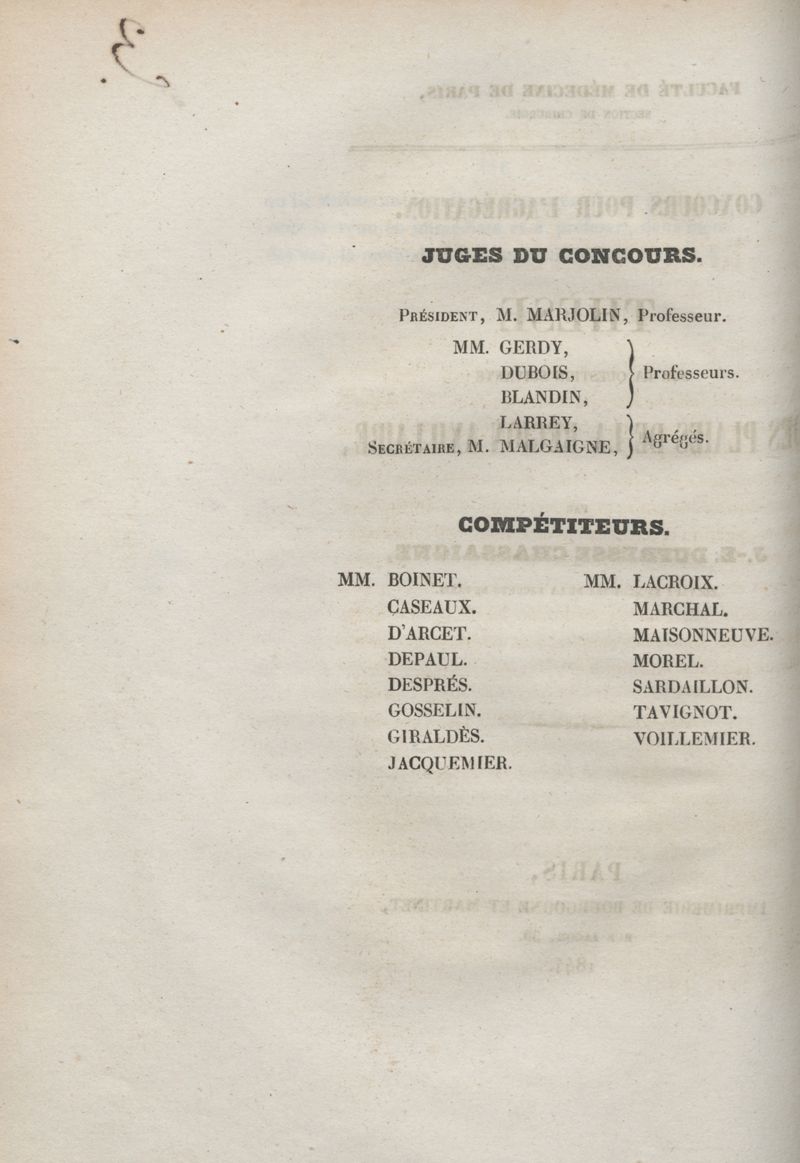 JUGES DU CONCOURS.
PRÉSIDENT, M. MARJOLIN, Professeur.
MM. GERDY,
DUBOIS,
BLANDIN,
Professeurs.
LARREY,
SECRÉTAIRE, M. MALGAIGNE,
Agrégés.
COMPÉTITEURS.
MM. BOINET.
CASEAUX.
D'ARCET.
DEPAUL.
DESPRÉS.
GOSSELIN.
GIRALDÈS.
JACQUEMIER.
MM. LACROIX.
MARCHAL.
MAISONNEUVE.
MOREL.
SARDAILLON.
TAVIGNOT.
VOILLEMIER.